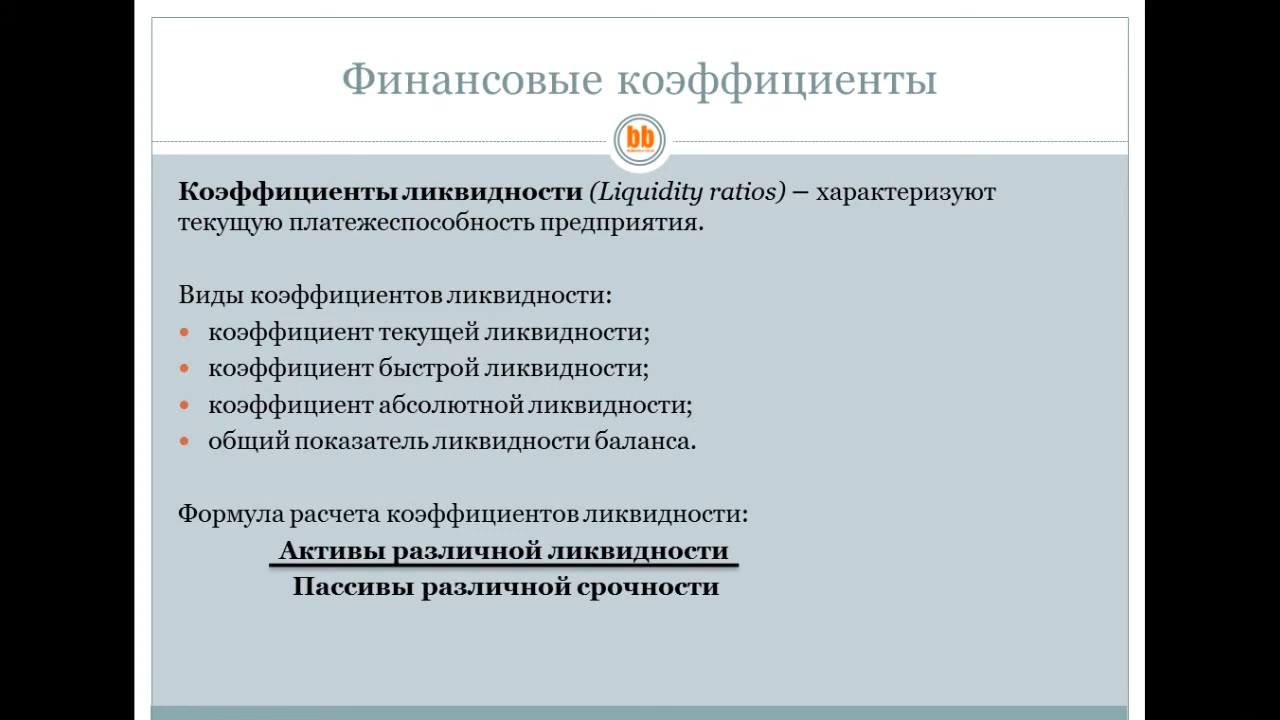 Финансовые коэффициенты
bb
Коэффициенты ликвидности (Liquidity ratios) – характеризуют
текущую платежеспособность предприятия.
Виды коэффициентов ликвидности:
• коэффициент текущей ликвидности;
• коэффициент быстрой ликвидности;
• коэффициент абсолютной ликвидности;
• общий показатель ликвидности баланса.
Формула расчета коэффициентов ликвидности:
Активы различной ликвидности
Пассивы различной срочности